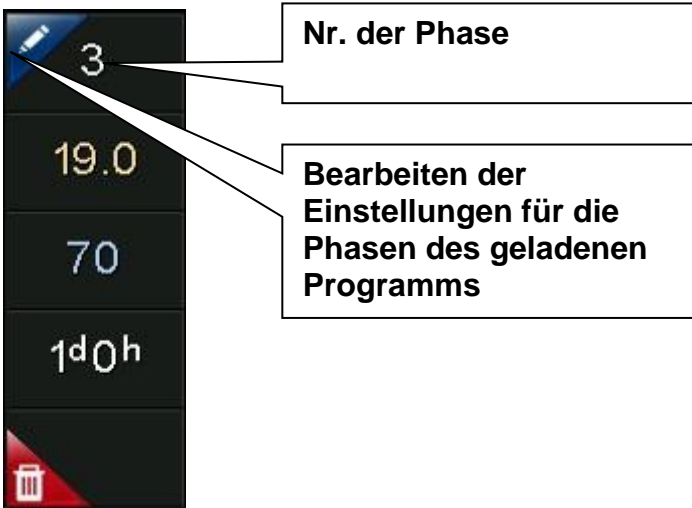 3
19.0
70
1d0h
Nr. der Phase
Bearbeiten der
Einstellungen für die
Phasen des geladenen
Programms